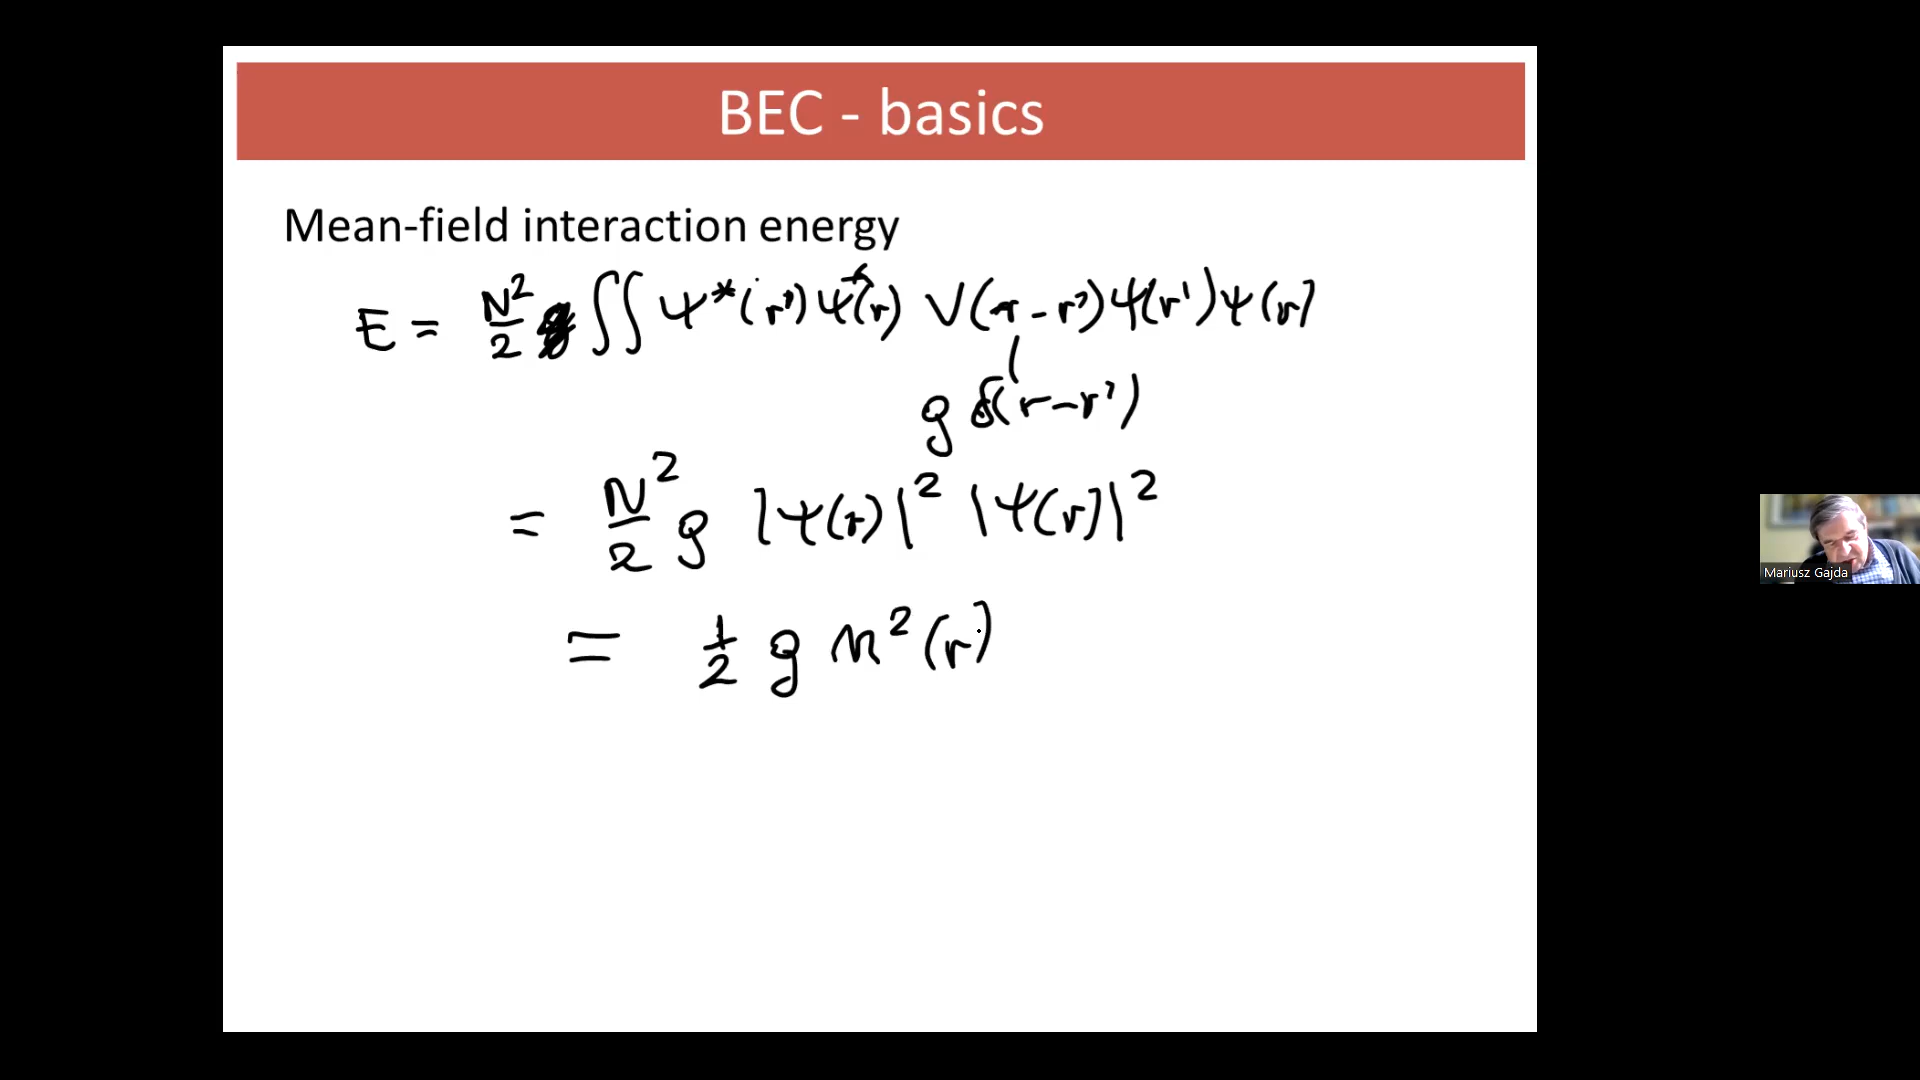 BEC - basics
Mean-field interaction energy
E = N²/2 ∬ Ψ*(r') Ψ*(r) V(r - r') Ψ(r') Ψ(r)
g δ(r - r')
= N²/2 g |Ψ(r)|² |Ψ(r)|²
= 1/2 g n²(r)
Mariusz Gajda